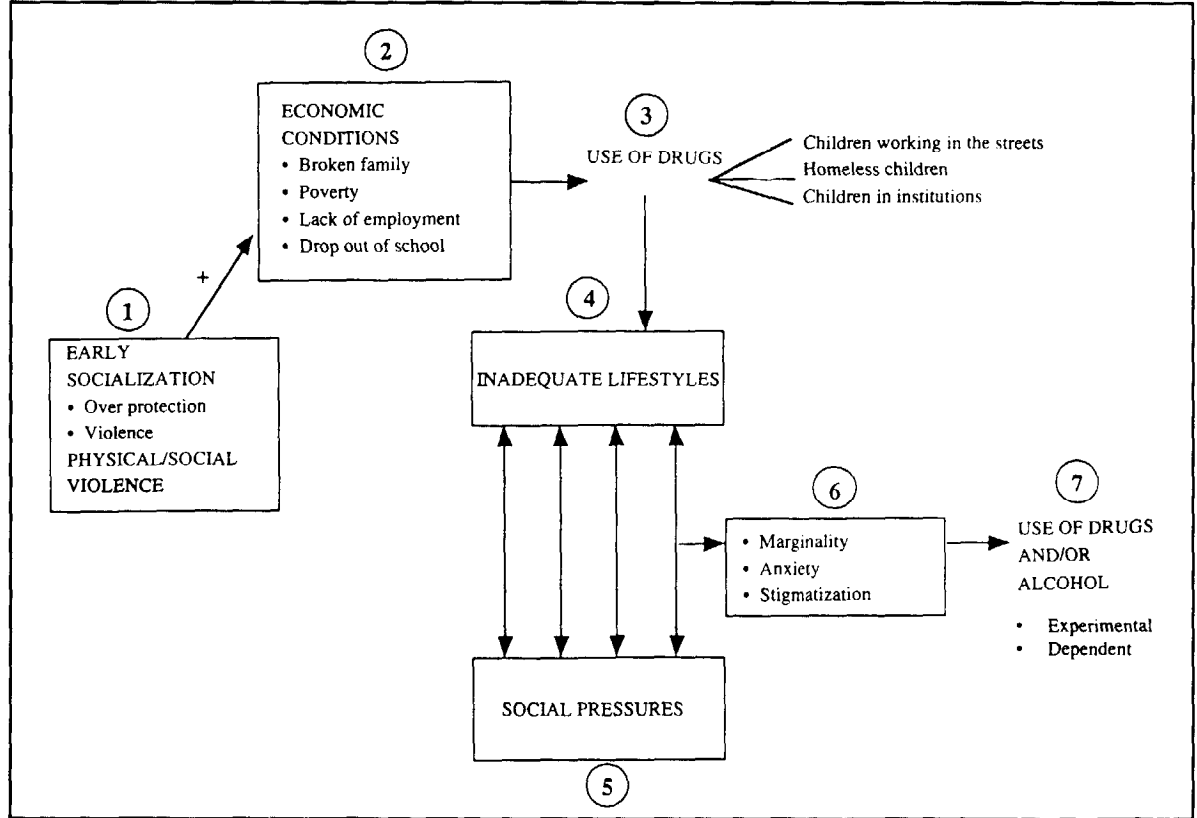 2
ECONOMIC
CONDITIONS
• Broken family
• Poverty
• Lack of employment
• Drop out of school
3
USE OF DRUGS
Children working in the streets
Homeless children
Children in institutions
+
1
EARLY
SOCIALIZATION
• Over protection
• Violence
PHYSICAL/SOCIAL
VIOLENCE
4
INADEQUATE LIFESTYLES
6
• Marginality
• Anxiety
• Stigmatization
7
USE OF DRUGS
AND/OR
ALCOHOL
• Experimental
• Dependent
SOCIAL PRESSURES
5